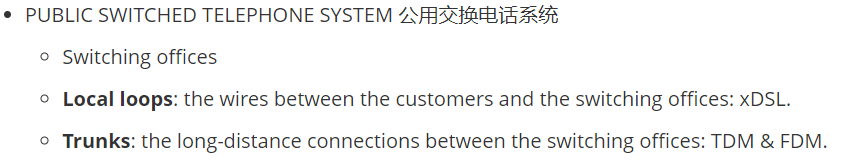 PUBLIC SWITCHED TELEPHONE SYSTEM 公用交换电话系统
Switching offices
Local loops: the wires between the customers and the switching offices: xDSL.
Trunks: the long-distance connections between the switching offices: TDM & FDM.